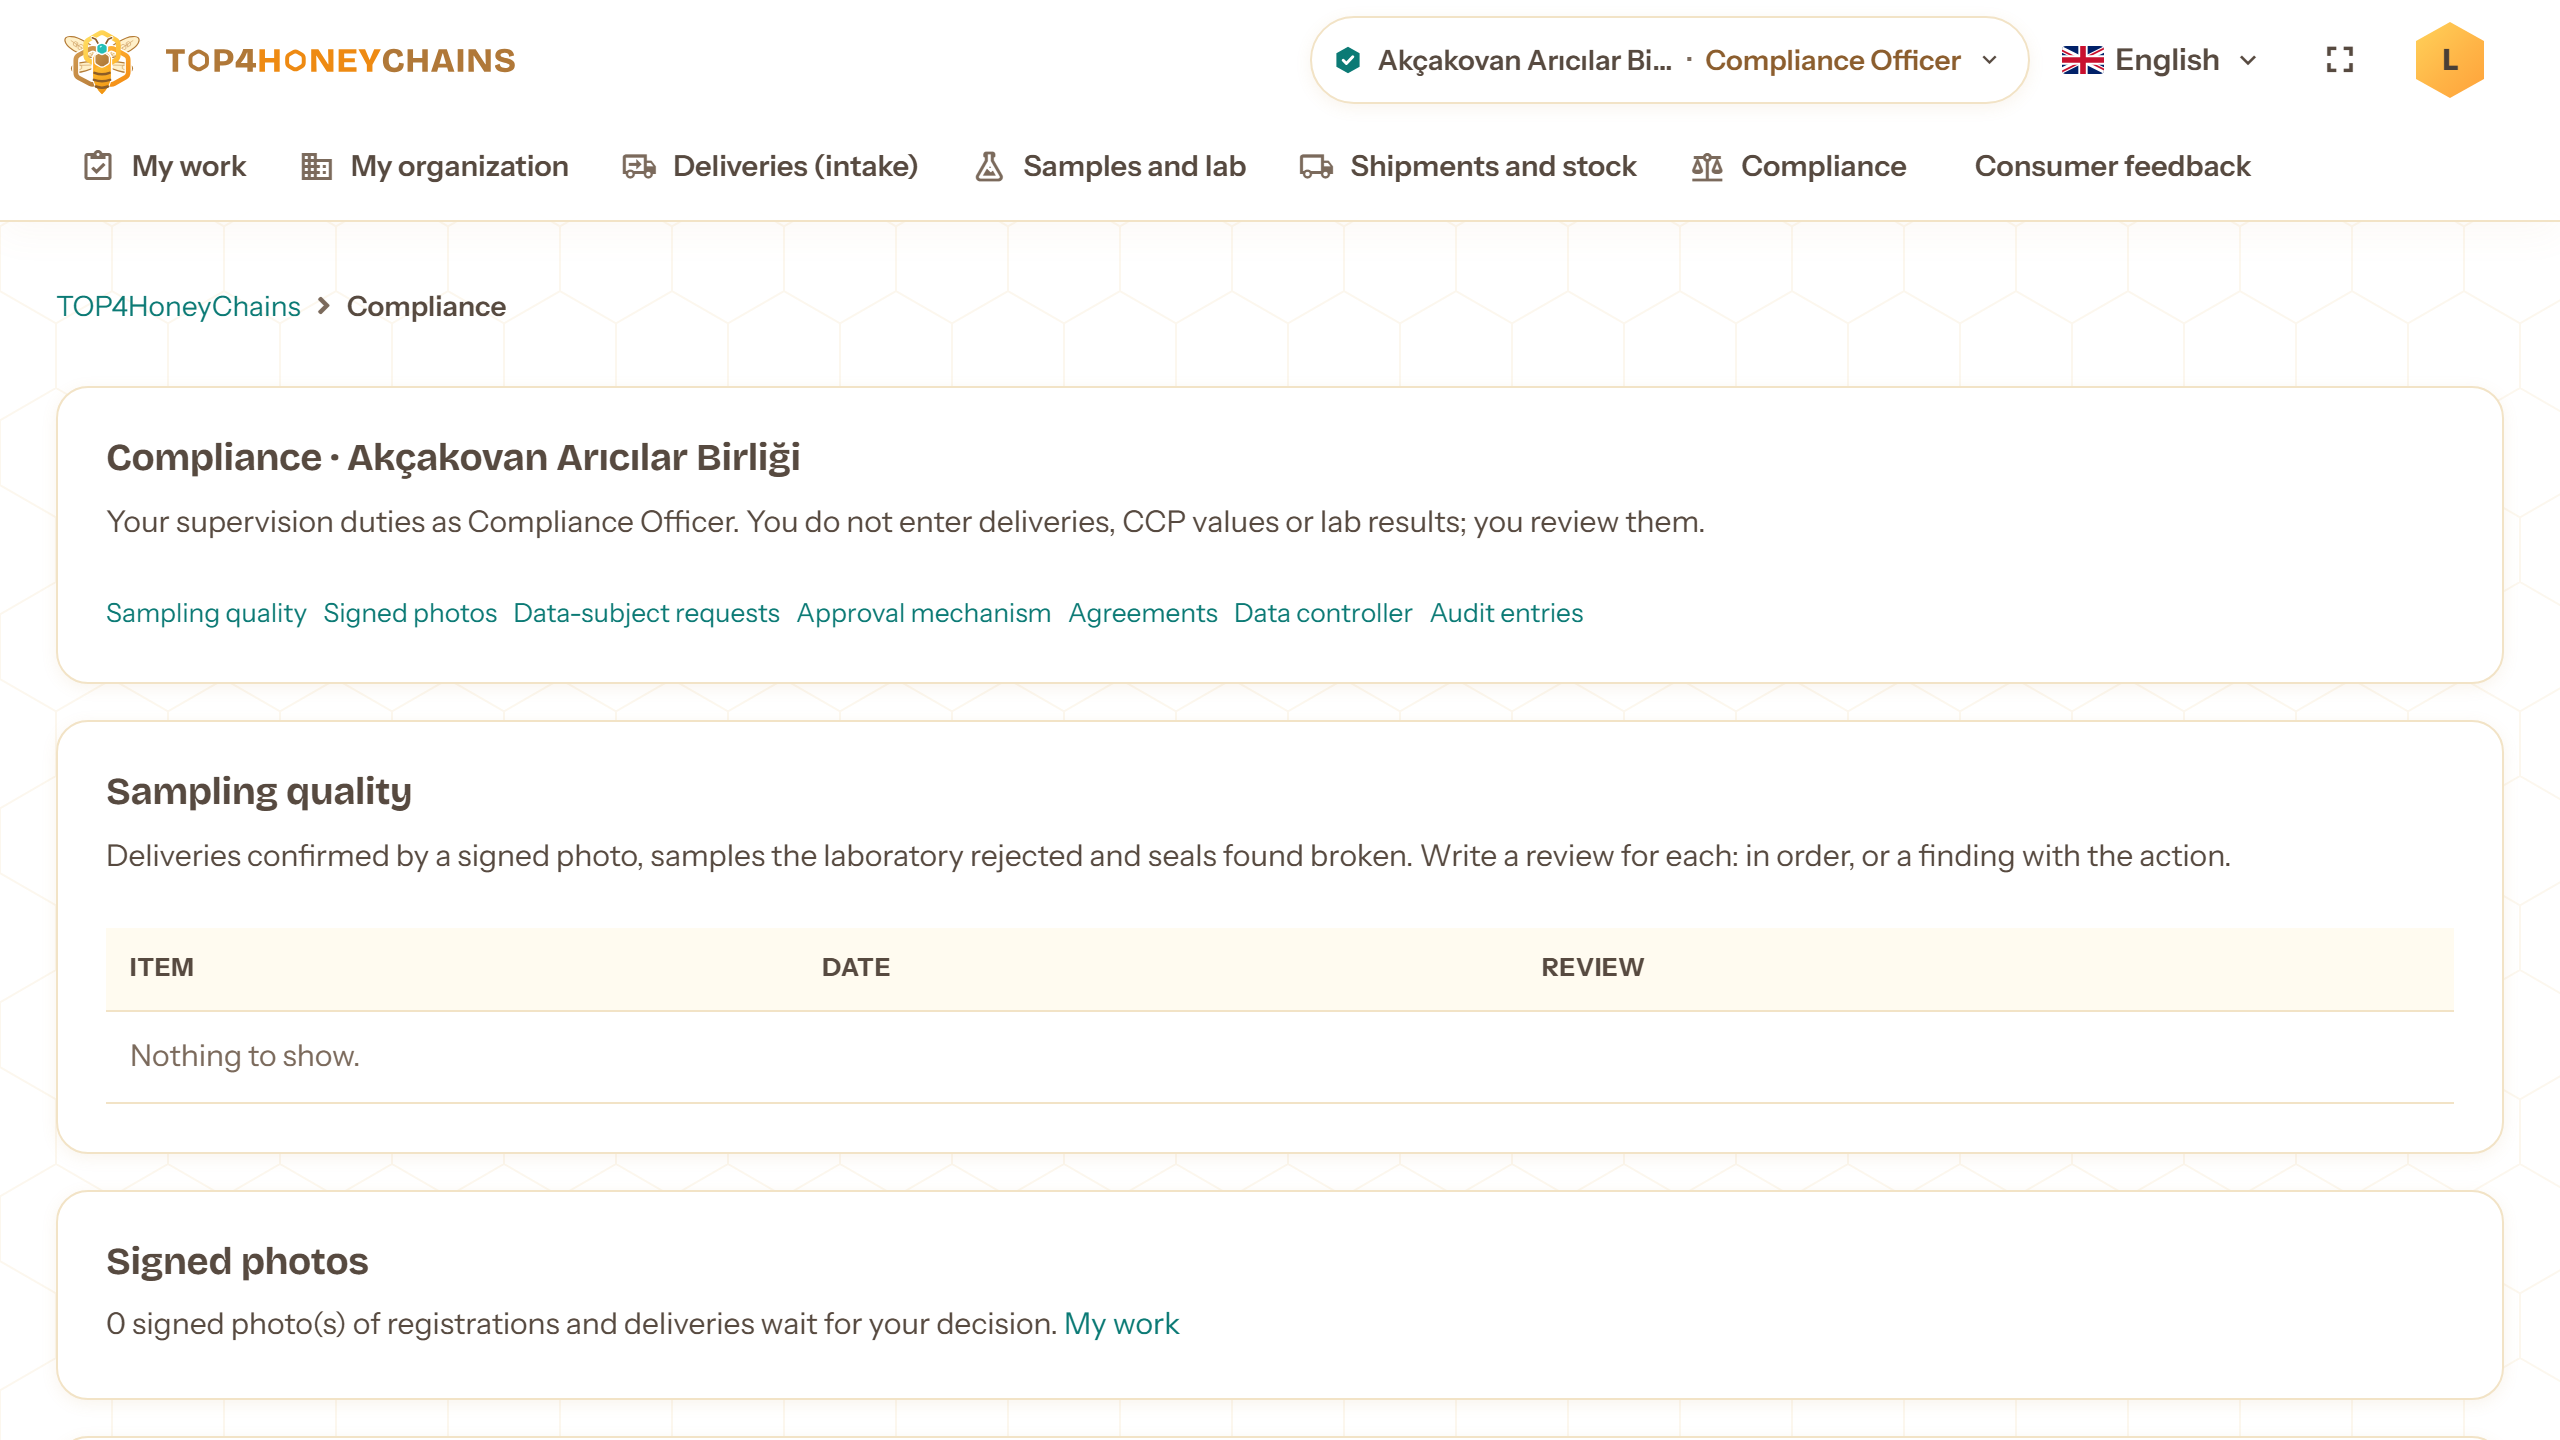 TOP4HONEYCHAINS
Akçakovan Arıcılar Bi... · Compliance Officer
English
L
My work
My organization
Deliveries (intake)
Samples and lab
Shipments and stock
Compliance
Consumer feedback
TOP4HoneyChains > Compliance
Compliance · Akçakovan Arıcılar Birliği
Your supervision duties as Compliance Officer. You do not enter deliveries, CCP values or lab results; you review them.
Sampling quality Signed photos Data-subject requests Approval mechanism Agreements Data controller Audit entries
Sampling quality
Deliveries confirmed by a signed photo, samples the laboratory rejected and seals found broken. Write a review for each: in order, or a finding with the action.
ITEM DATE REVIEW
Nothing to show.
Signed photos
0 signed photo(s) of registrations and deliveries wait for your decision. My work